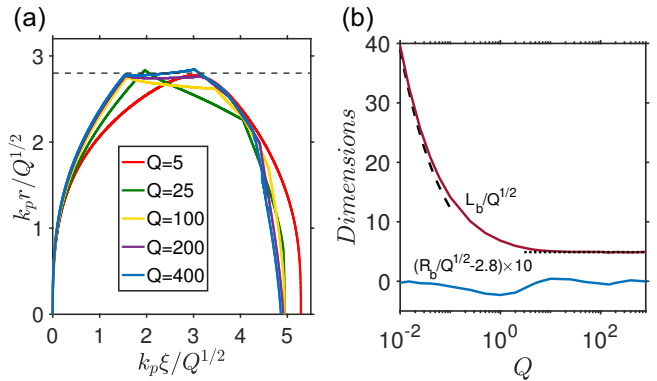 (a)
3
2
1
0
k_p r/Q^{1/2}
Q=5
Q=25
Q=100
Q=200
Q=400
0 1 2 3 4 5
k_p ξ/Q^{1/2}
(b)
40
30
20
10
0
Dimensions
L_b/Q^{1/2}
(R_b/Q^{1/2}-2.8)×10
10^{-2} 10^0 10^2
Q